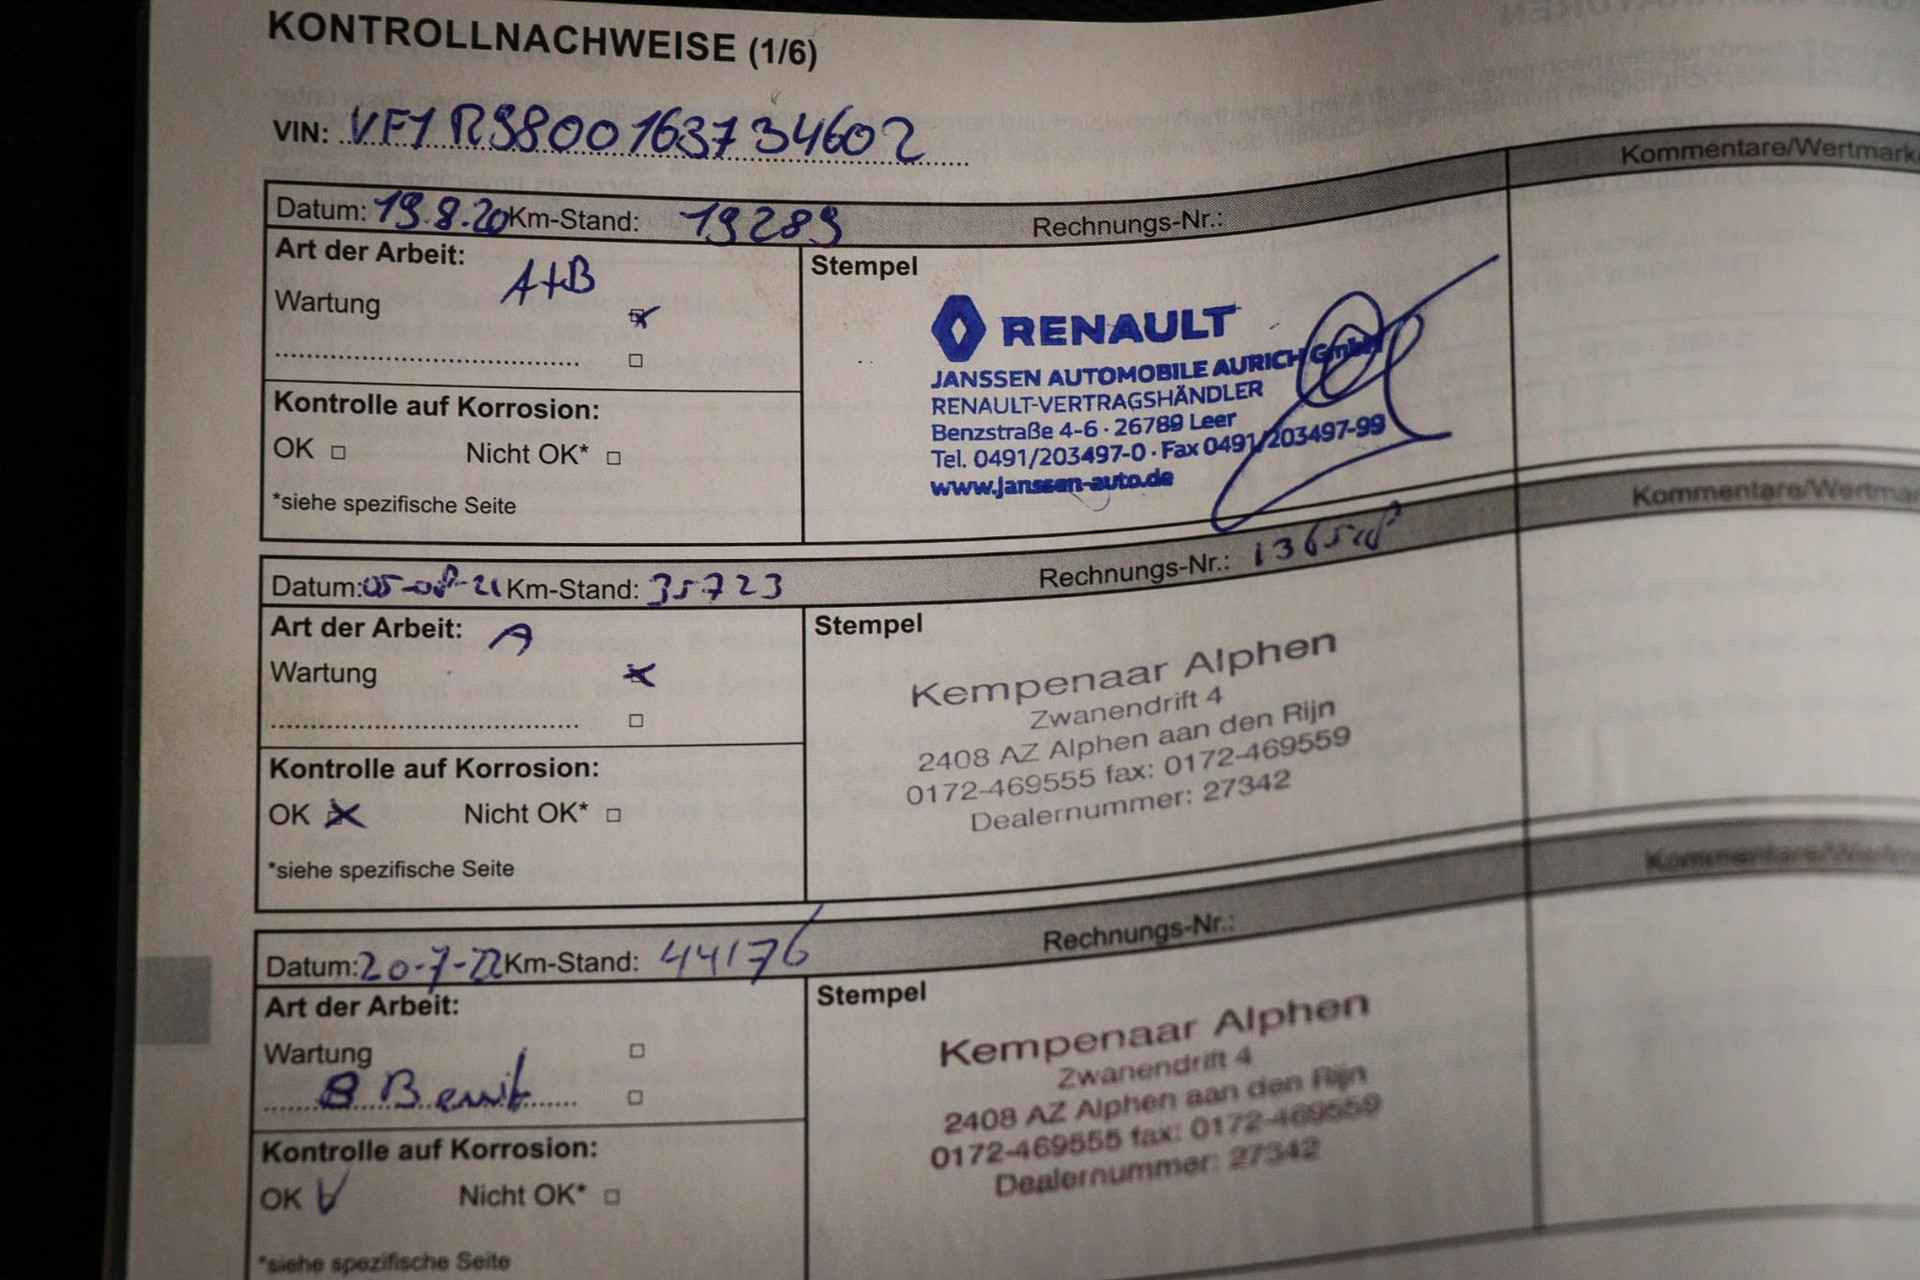 KONTROLLNACHWEISE (1/6)
VIN: VF1RS800163734602
Kommentare/Wertmark
Datum: 19.8.20 Km-Stand: 19289 Rechnungs-Nr.:
Art der Arbeit: A+B
Wartung
Kontrolle auf Korrosion:
OK Nicht OK*
*siehe spezifische Seite
Stempel
RENAULT
JANSSEN AUTOMOBILE AURICH GmbH
RENAULT-VERTRAGSHÄNDLER
Benzstraße 4-6 · 26789 Leer
Tel. 0491/203497-0 · Fax 0491/203497-99
www.janssen-auto.de
Kommentare/Wertmar
Datum: 05-08-21 Km-Stand: 35723 Rechnungs-Nr.:
Art der Arbeit: A
Wartung
Kontrolle auf Korrosion:
OK Nicht OK*
*siehe spezifische Seite
Stempel
Kempenaar Alphen
Zwanendrift 4
2408 AZ Alphen aan den Rijn
0172-469555 fax: 0172-469559
Dealernummer: 27342
Datum: 20-7-22 Km-Stand: 44176 Rechnungs-Nr.:
Art der Arbeit:
Wartung
Kontrolle auf Korrosion:
OK Nicht OK*
*siehe spezifische Seite
Stempel
Kempenaar Alphen
Zwanendrift 4
2408 AZ Alphen aan den Rijn
0172-469555 fax: 0172-469559
Dealernummer: 27342